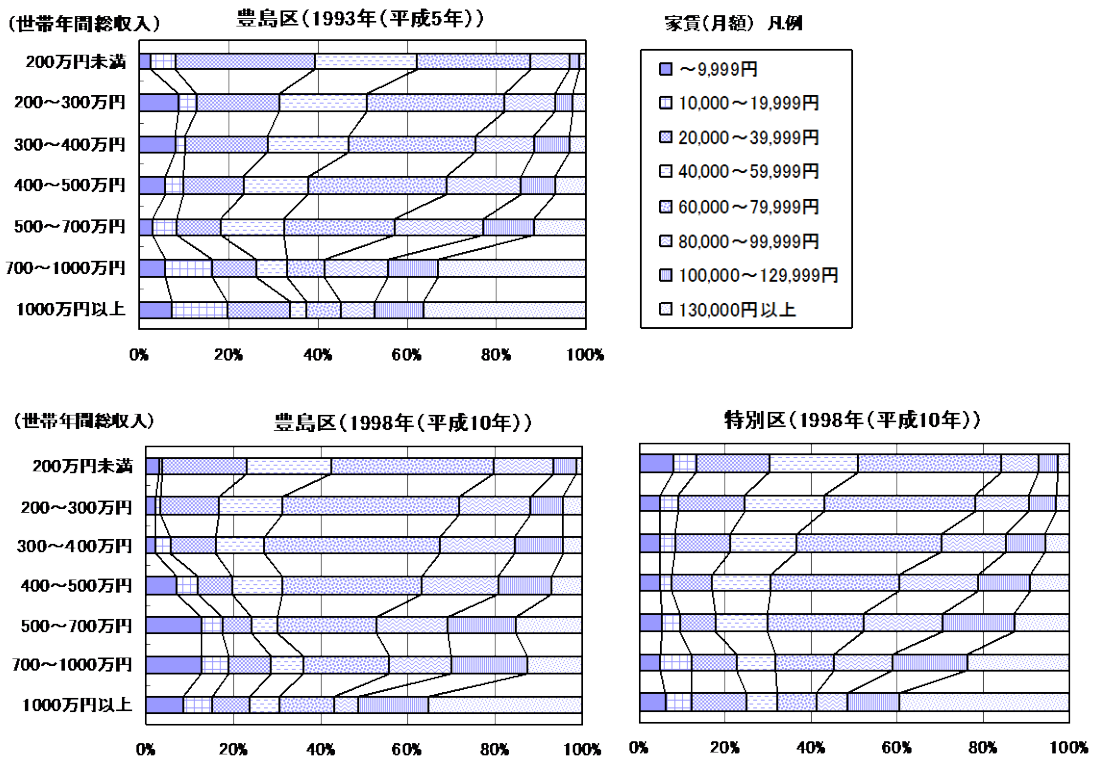 (世帯年間総収入)
豊島区(1993年(平成5年))
200万円未満
200～300万円
300～400万円
400～500万円
500～700万円
700～1000万円
1000万円以上
0% 20% 40% 60% 80% 100%
家賃(月額) 凡例
～9,999円
10,000～19,999円
20,000～39,999円
40,000～59,999円
60,000～79,999円
80,000～99,999円
100,000～129,999円
130,000円以上
(世帯年間総収入)
豊島区(1998年(平成10年))
200万円未満
200～300万円
300～400万円
400～500万円
500～700万円
700～1000万円
1000万円以上
0% 20% 40% 60% 80% 100%
特別区(1998年(平成10年))
0% 20% 40% 60% 80% 100%